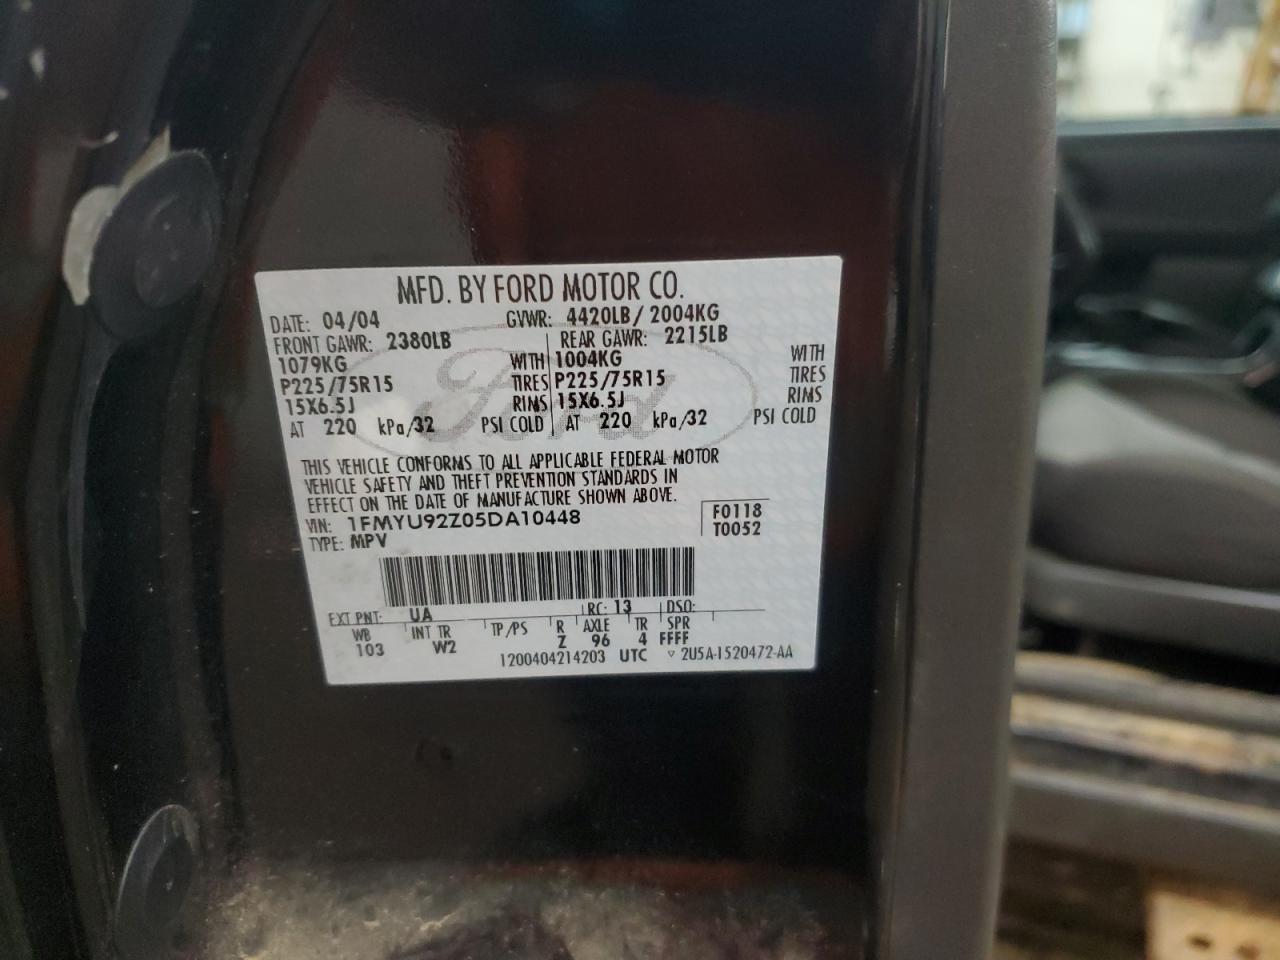 MFD. BY FORD MOTOR CO.
DATE: 04/04 GVWR: 4420LB/2004KG
FRONT GAWR: 2380LB REAR GAWR: 2215LB
1079KG WITH 1004KG WITH
P225/75R15 TIRES P225/75R15 TIRES
15X6.5J RIMS 15X6.5J RIMS
AT 220 kPa/32 PSI COLD AT 220 kPa/32 PSI COLD
Ford
THIS VEHICLE CONFORMS TO ALL APPLICABLE FEDERAL MOTOR
VEHICLE SAFETY AND THEFT PREVENTION STANDARDS IN
EFFECT ON THE DATE OF MANUFACTURE SHOWN ABOVE.
VIN: 1FMYU92Z05DA10448 F0118
TYPE: MPV T0052
EXT PNT: UA RC: 13 DSO:
WB INT TR TP/PS R AXLE TR SPR
103 W2 Z 96 4 FFFF
1200404214203 UTC ▽ 2U5A-1520472-AA